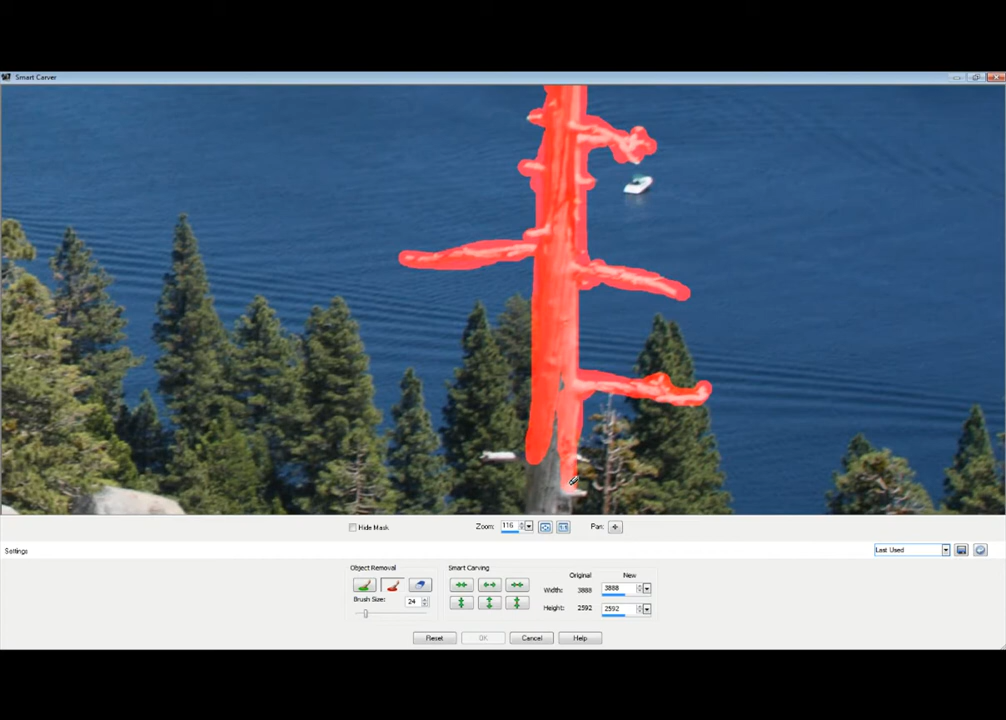 Smart Carver
Hide Mask
Zoom: 116
Pan:
Settings
Last Used
Object Removal
Smart Carving
Original
New
Brush Size: 24
Width: 3888 3888
Height: 2592 2592
Reset
OK
Cancel
Help